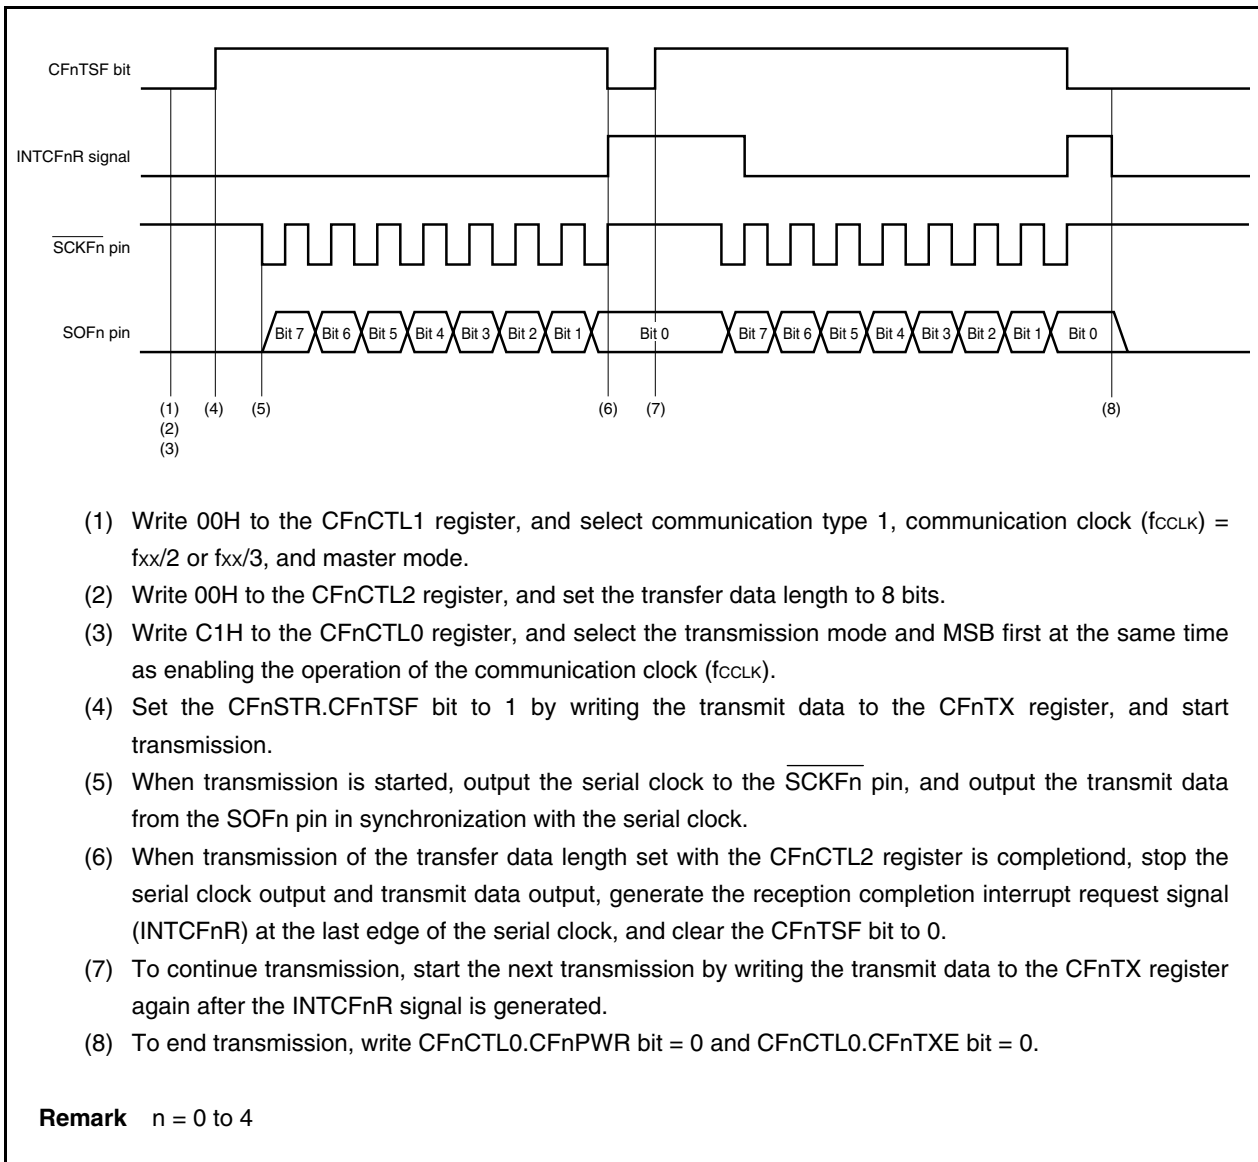 CFnTSF bit
INTCFnR signal
SCKFn pin
SOFn pin
Bit 7 Bit 6 Bit 5 Bit 4 Bit 3 Bit 2 Bit 1 Bit 0 Bit 7 Bit 6 Bit 5 Bit 4 Bit 3 Bit 2 Bit 1 Bit 0
(1) (4) (5) (6) (7) (8)
(2)
(3)
(1) Write 00H to the CFnCTL1 register, and select communication type 1, communication clock (fCCLK) =
fxx/2 or fxx/3, and master mode.
(2) Write 00H to the CFnCTL2 register, and set the transfer data length to 8 bits.
(3) Write C1H to the CFnCTL0 register, and select the transmission mode and MSB first at the same time
as enabling the operation of the communication clock (fCCLK).
(4) Set the CFnSTR.CFnTSF bit to 1 by writing the transmit data to the CFnTX register, and start
transmission.
(5) When transmission is started, output the serial clock to the SCKFn pin, and output the transmit data
from the SOFn pin in synchronization with the serial clock.
(6) When transmission of the transfer data length set with the CFnCTL2 register is completiond, stop the
serial clock output and transmit data output, generate the reception completion interrupt request signal
(INTCFnR) at the last edge of the serial clock, and clear the CFnTSF bit to 0.
(7) To continue transmission, start the next transmission by writing the transmit data to the CFnTX register
again after the INTCFnR signal is generated.
(8) To end transmission, write CFnCTL0.CFnPWR bit = 0 and CFnCTL0.CFnTXE bit = 0.
Remark n = 0 to 4